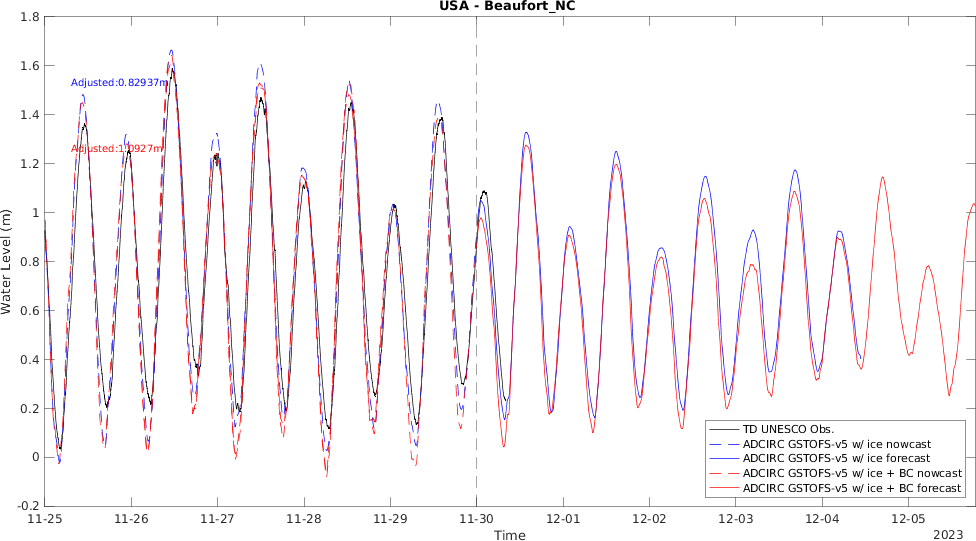 USA - Beaufort_NC
1.8
1.6
1.4
1.2
1
0.8
0.6
0.4
0.2
0
-0.2
Water Level (m)
Adjusted:0.82937m
Adjusted:1.0927m
TD UNESCO Obs.
ADCIRC GSTOFS-v5 w/ ice nowcast
ADCIRC GSTOFS-v5 w/ ice forecast
ADCIRC GSTOFS-v5 w/ ice + BC nowcast
ADCIRC GSTOFS-v5 w/ ice + BC forecast
11-25 11-26 11-27 11-28 11-29 11-30 12-01 12-02 12-03 12-04 12-05
Time
2023